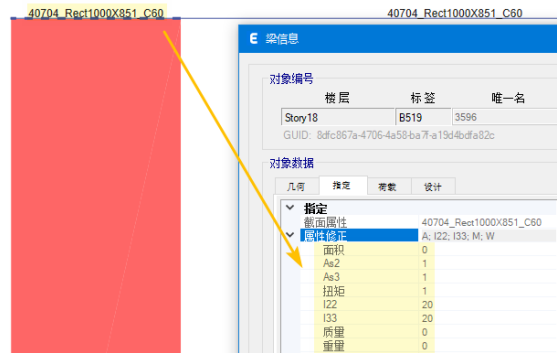 40704_Rect1000X851_C60
40704_Rect1000X851_C60
E 梁信息
对象编号
楼层 标签 唯一名
Story18 B519 3596
GUID: 8dfc867a-4706-4a58-ba7f-a19d4bdfa82c
对象数据
几何 指定 荷载 设计
指定
截面属性 40704_Rect1000X851_C60
属性修正 A; I22; I33; M; W
面积 0
As2 1
As3 1
扭矩 1
I22 20
I33 20
质量 0
重量 0